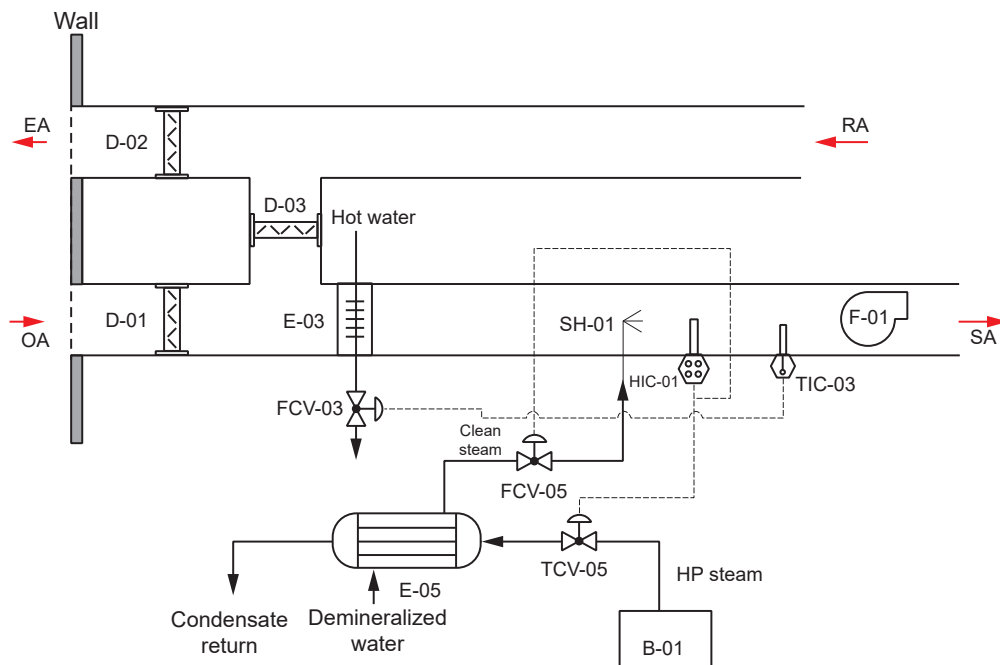 Wall
EA
D-02
RA
D-03
Hot water
D-01
E-03
SH-01
F-01
OA
SA
HIC-01
TIC-03
FCV-03
Clean
steam
FCV-05
TCV-05
HP steam
E-05
Condensate
return
Demineralized
water
B-01